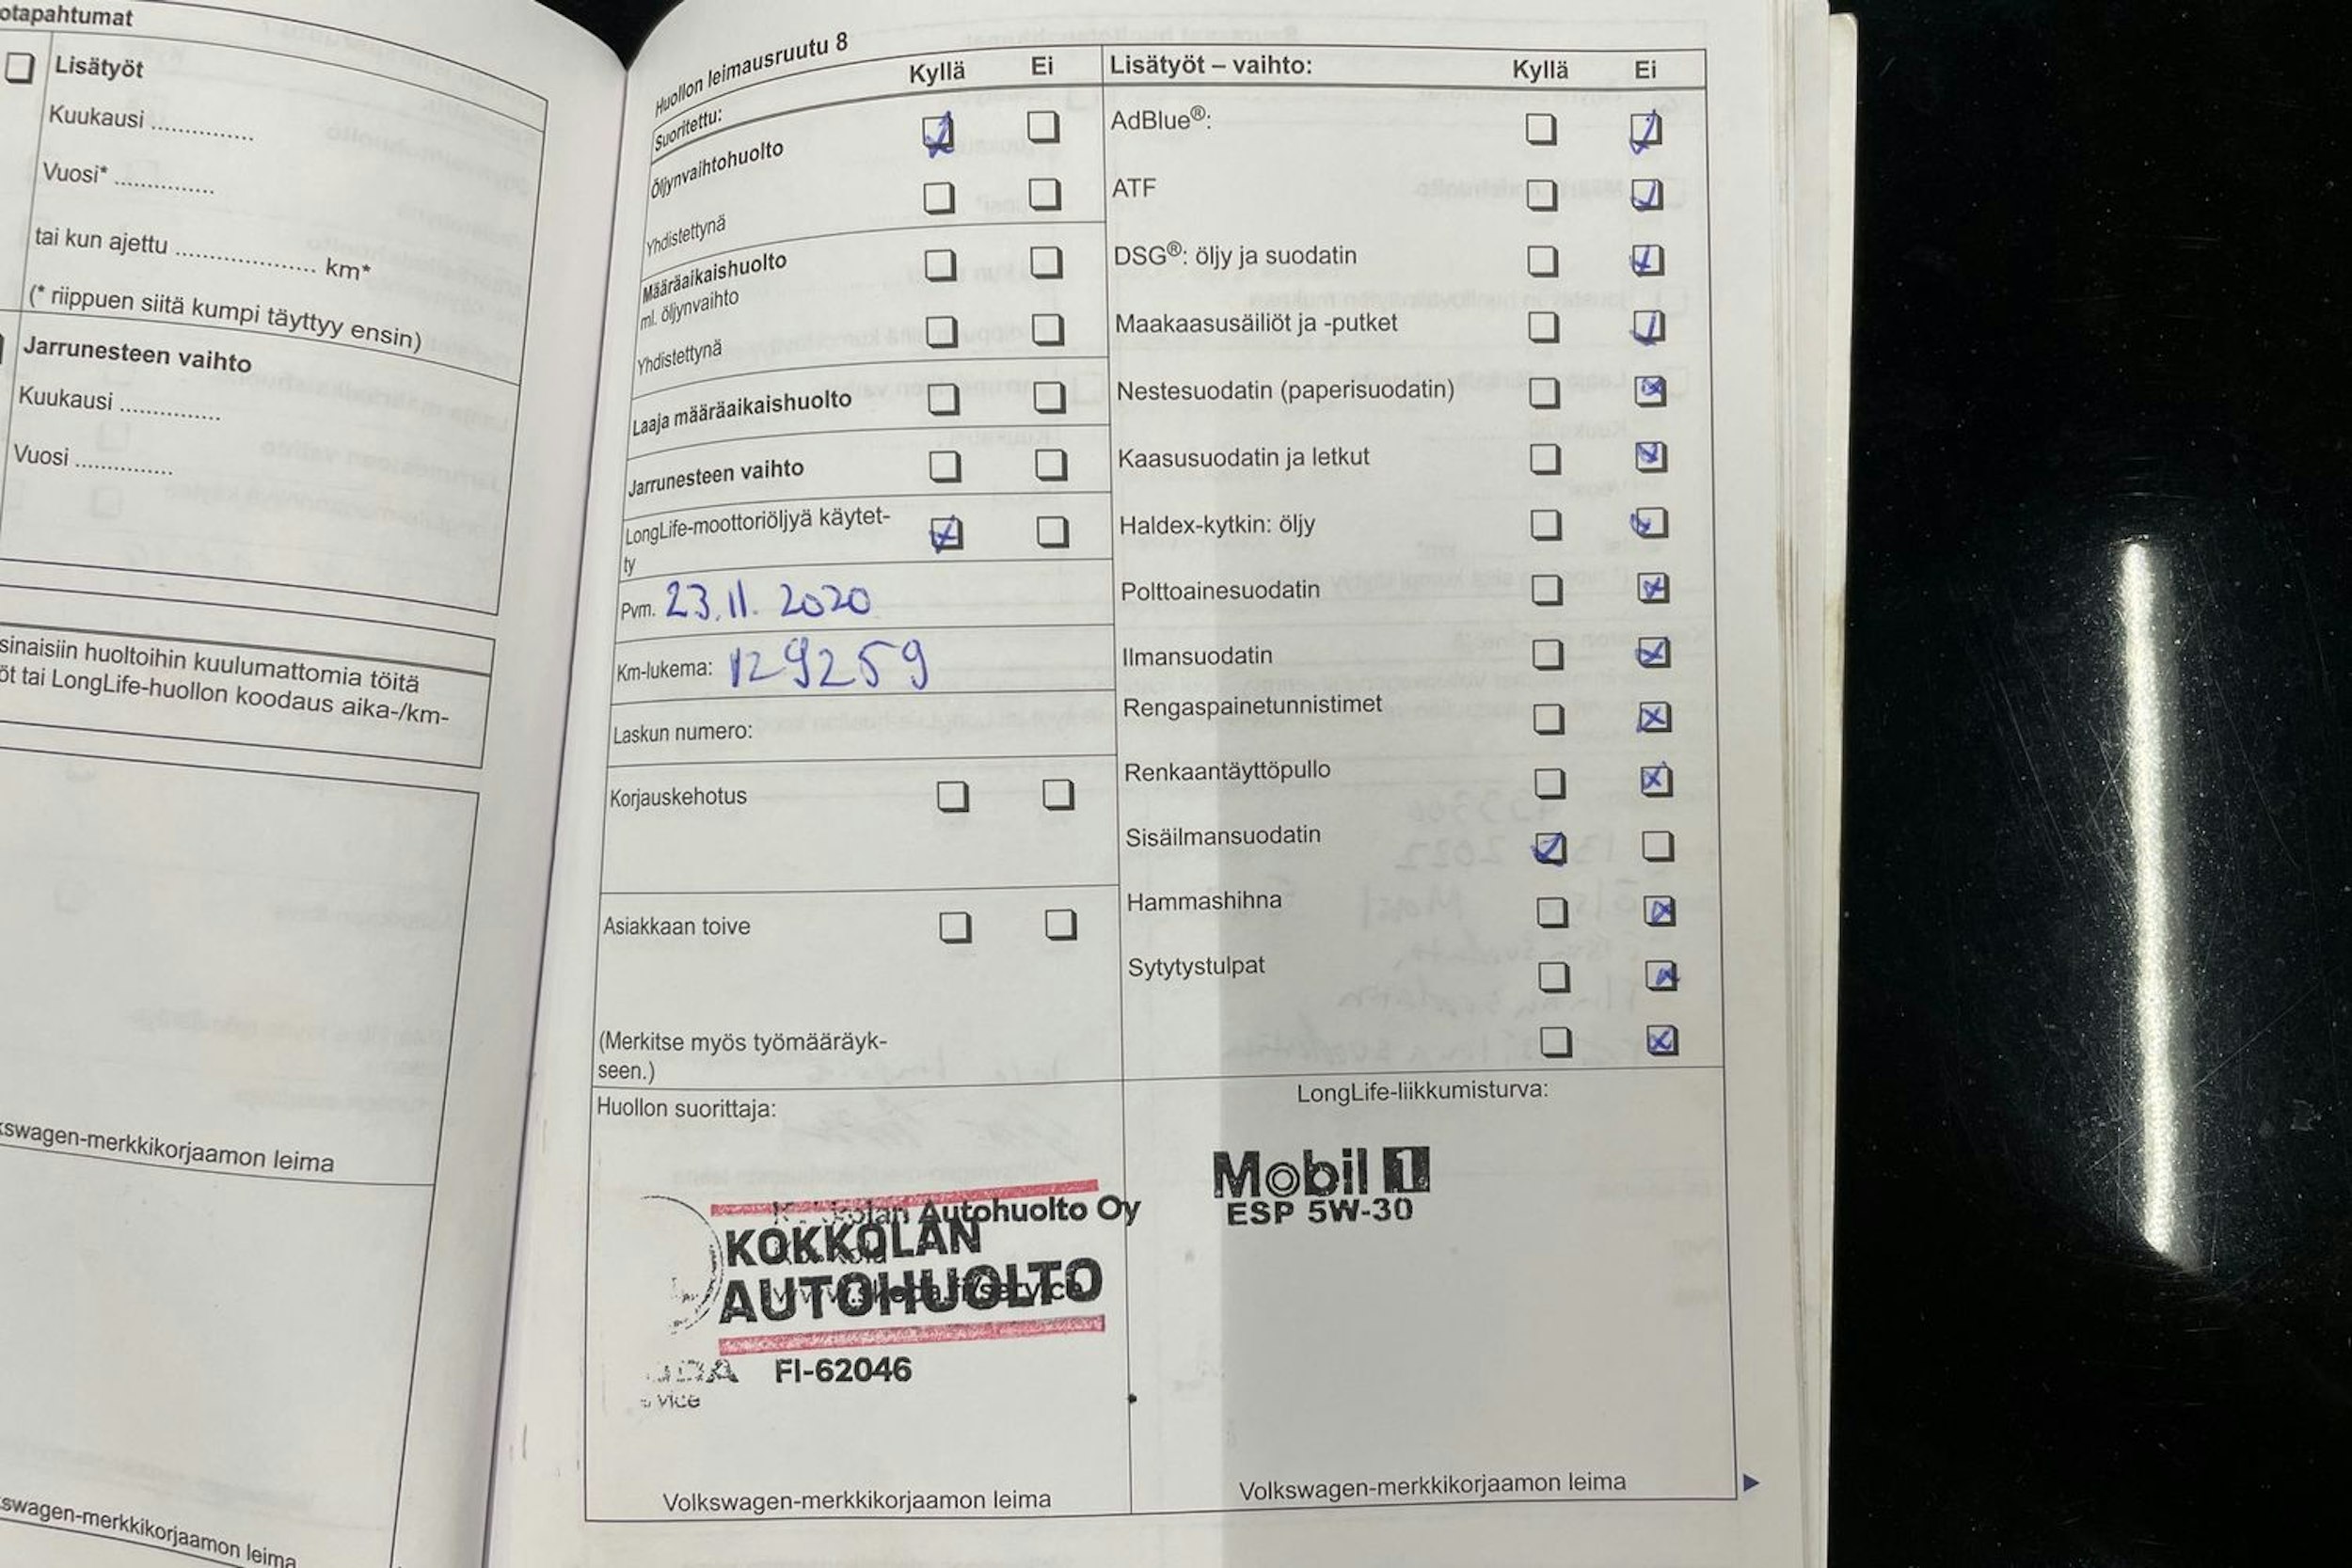 otapahtumat
Lisätyöt
Kuukausi ..............
Vuosi* ..............
tai kun ajettu .................... km*
(* riippuen siitä kumpi täyttyy ensin)
Jarrunesteen vaihto
Kuukausi ..............
Vuosi ..............
sinaisiin huoltoihin kuulumattomia töitä
öt tai LongLife-huollon koodaus aika-/km-
kswagen-merkkikorjaamon leima
swagen-merkkikorjaamon leima
Huollon leimausruutu 8
Suoritettu: Kyllä Ei
Öljynvaihtohuolto
Yhdistettynä
Määräaikaishuolto
ml. öljynvaihto
Yhdistettynä
Laaja määräaikaishuolto
Jarrunesteen vaihto
LongLife-moottoriöljyä käytet-
ty
Pvm. 23.11.2020
Km-lukema: 129259
Laskun numero:
Korjauskehotus
Asiakkaan toive
(Merkitse myös työmääräyk-
seen.)
Huollon suorittaja:
Autohuolto Oy
KOKKOLAN
AUTOHUOLTO
www.skoda.fi/service
FI-62046
Volkswagen-merkkikorjaamon leima
Lisätyöt – vaihto: Kyllä Ei
AdBlue®:
ATF
DSG®: öljy ja suodatin
Maakaasusäiliöt ja -putket
Nestesuodatin (paperisuodatin)
Kaasusuodatin ja letkut
Haldex-kytkin: öljy
Polttoainesuodatin
Ilmansuodatin
Rengaspainetunnistimet
Renkaantäyttöpullo
Sisäilmansuodatin
Hammashihna
Sytytystulpat
LongLife-liikkumisturva:
Mobil 1
ESP 5W-30
Volkswagen-merkkikorjaamon leima